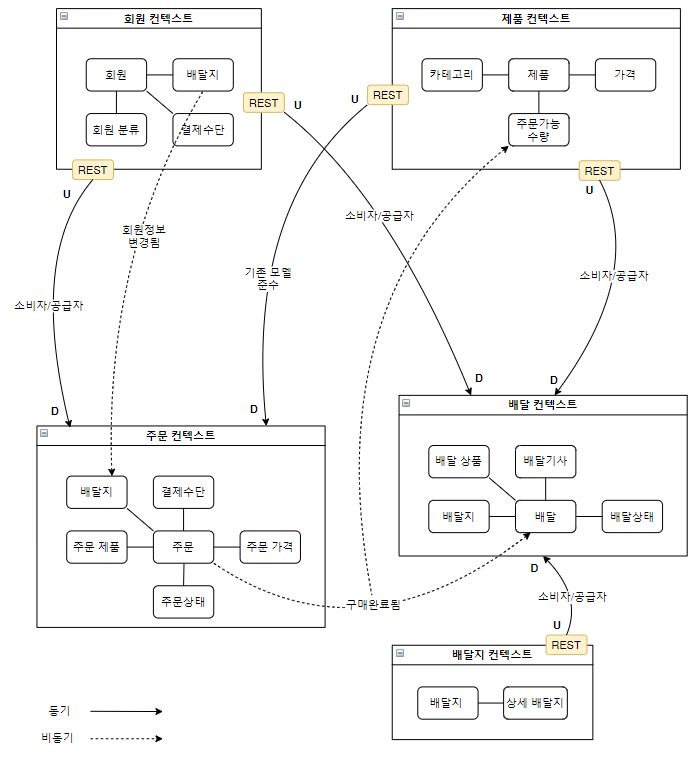 회원 컨텍스트
회원
배달지
회원 분류
결제수단
REST
U
REST
U
제품 컨텍스트
카테고리
제품
가격
주문가능
수량
REST
U
REST
U
회원정보
변경됨
소비자/공급자
기존 모델
준수
소비자/공급자
소비자/공급자
D
D
D
D
주문 컨텍스트
배달지
결제수단
주문 제품
주문
주문 가격
주문상태
구매완료됨
배달 컨텍스트
배달 상품
배달기사
배달지
배달
배달상태
D
소비자/공급자
U
REST
배달지 컨텍스트
배달지
상세 배달지
동기
비동기